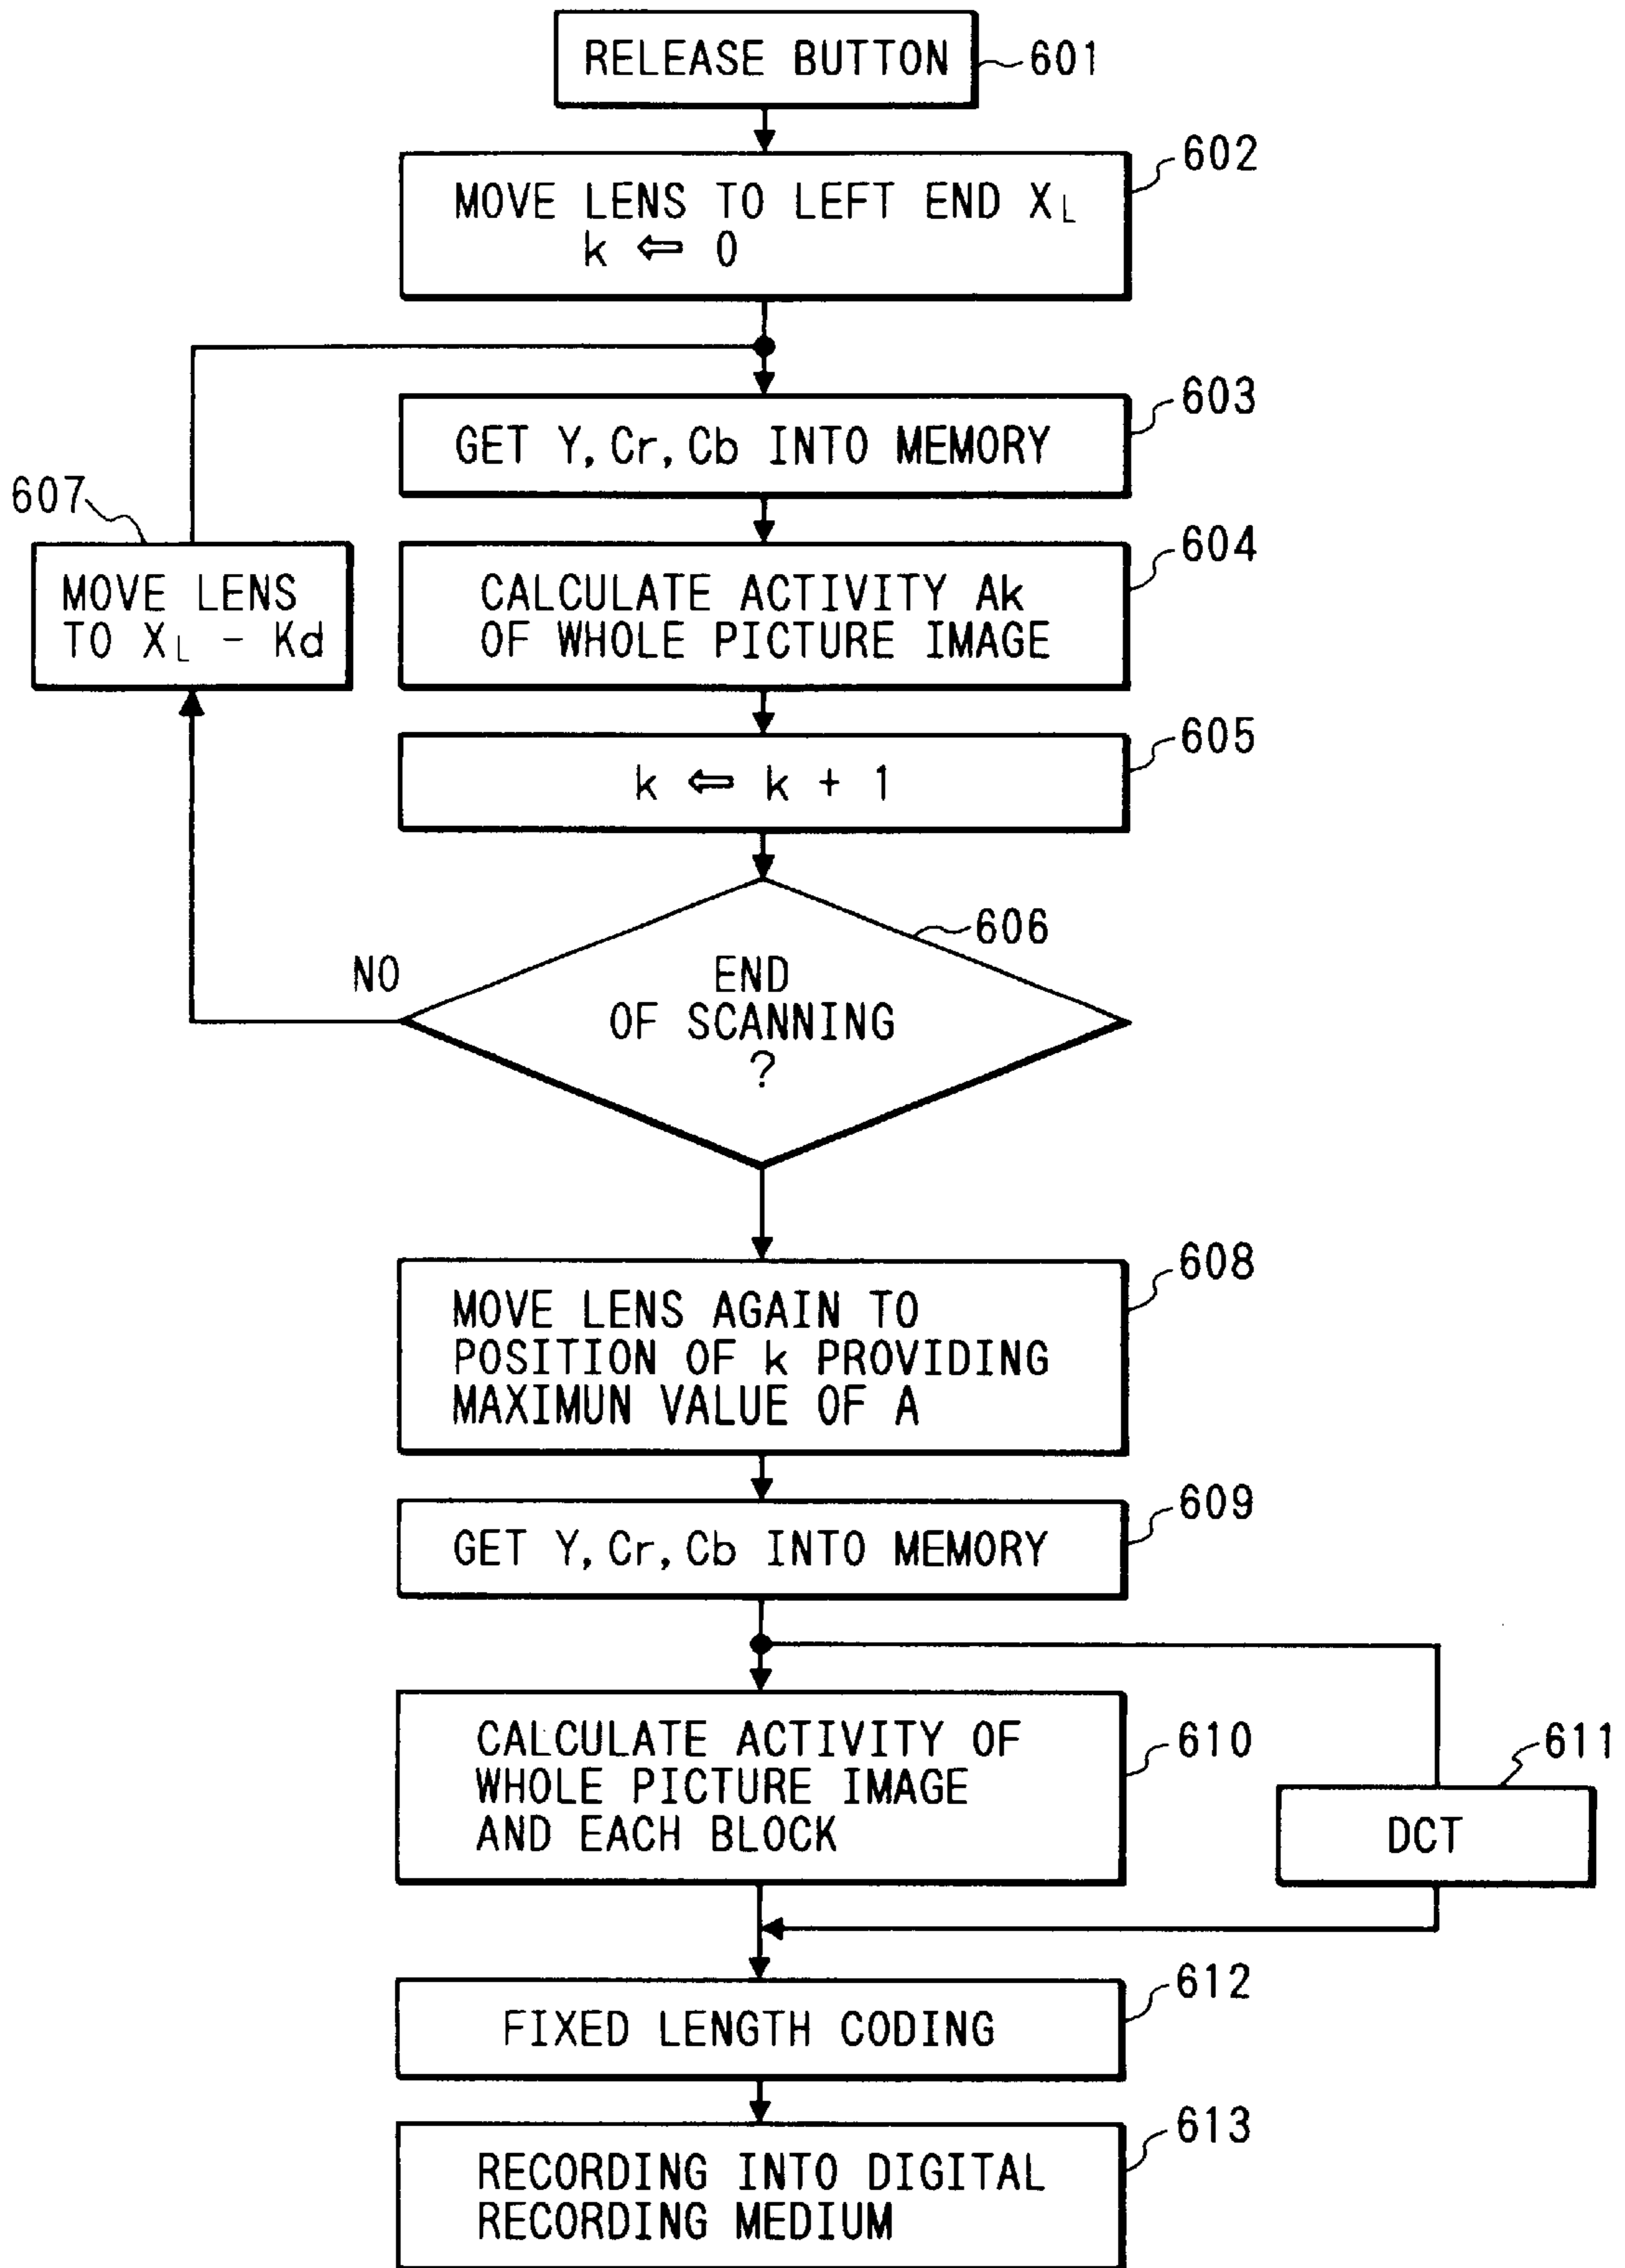 RELEASE BUTTON
601
602
MOVE LENS TO LEFT END XL
k ⇐ 0
603
GET Y, Cr, Cb INTO MEMORY
607
MOVE LENS
TO XL - Kd
604
CALCULATE ACTIVITY Ak
OF WHOLE PICTURE IMAGE
605
k ⇐ k + 1
606
NO
END
OF SCANNING
?
608
MOVE LENS AGAIN TO
POSITION OF k PROVIDING
MAXIMUN VALUE OF A
609
GET Y, Cr, Cb INTO MEMORY
610
CALCULATE ACTIVITY OF
WHOLE PICTURE IMAGE
AND EACH BLOCK
611
DCT
612
FIXED LENGTH CODING
613
RECORDING INTO DIGITAL
RECORDING MEDIUM